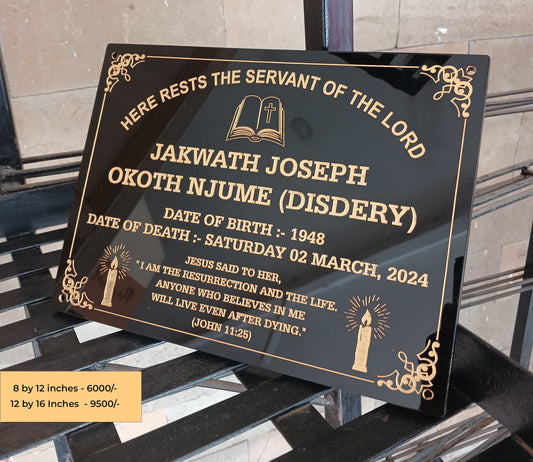 HERE RESTS THE SERVANT OF THE LORD
JAKWATH JOSEPH
OKOTH NJUME (DISDERY)
DATE OF BIRTH :- 1948
DATE OF DEATH :- SATURDAY 02 MARCH, 2024
JESUS SAID TO HER,
"I AM THE RESURRECTION AND THE LIFE.
ANYONE WHO BELIEVES IN ME
WILL LIVE EVEN AFTER DYING."
(JOHN 11:25)
8 by 12 inches - 6000/-
12 by 16 Inches - 9500/-